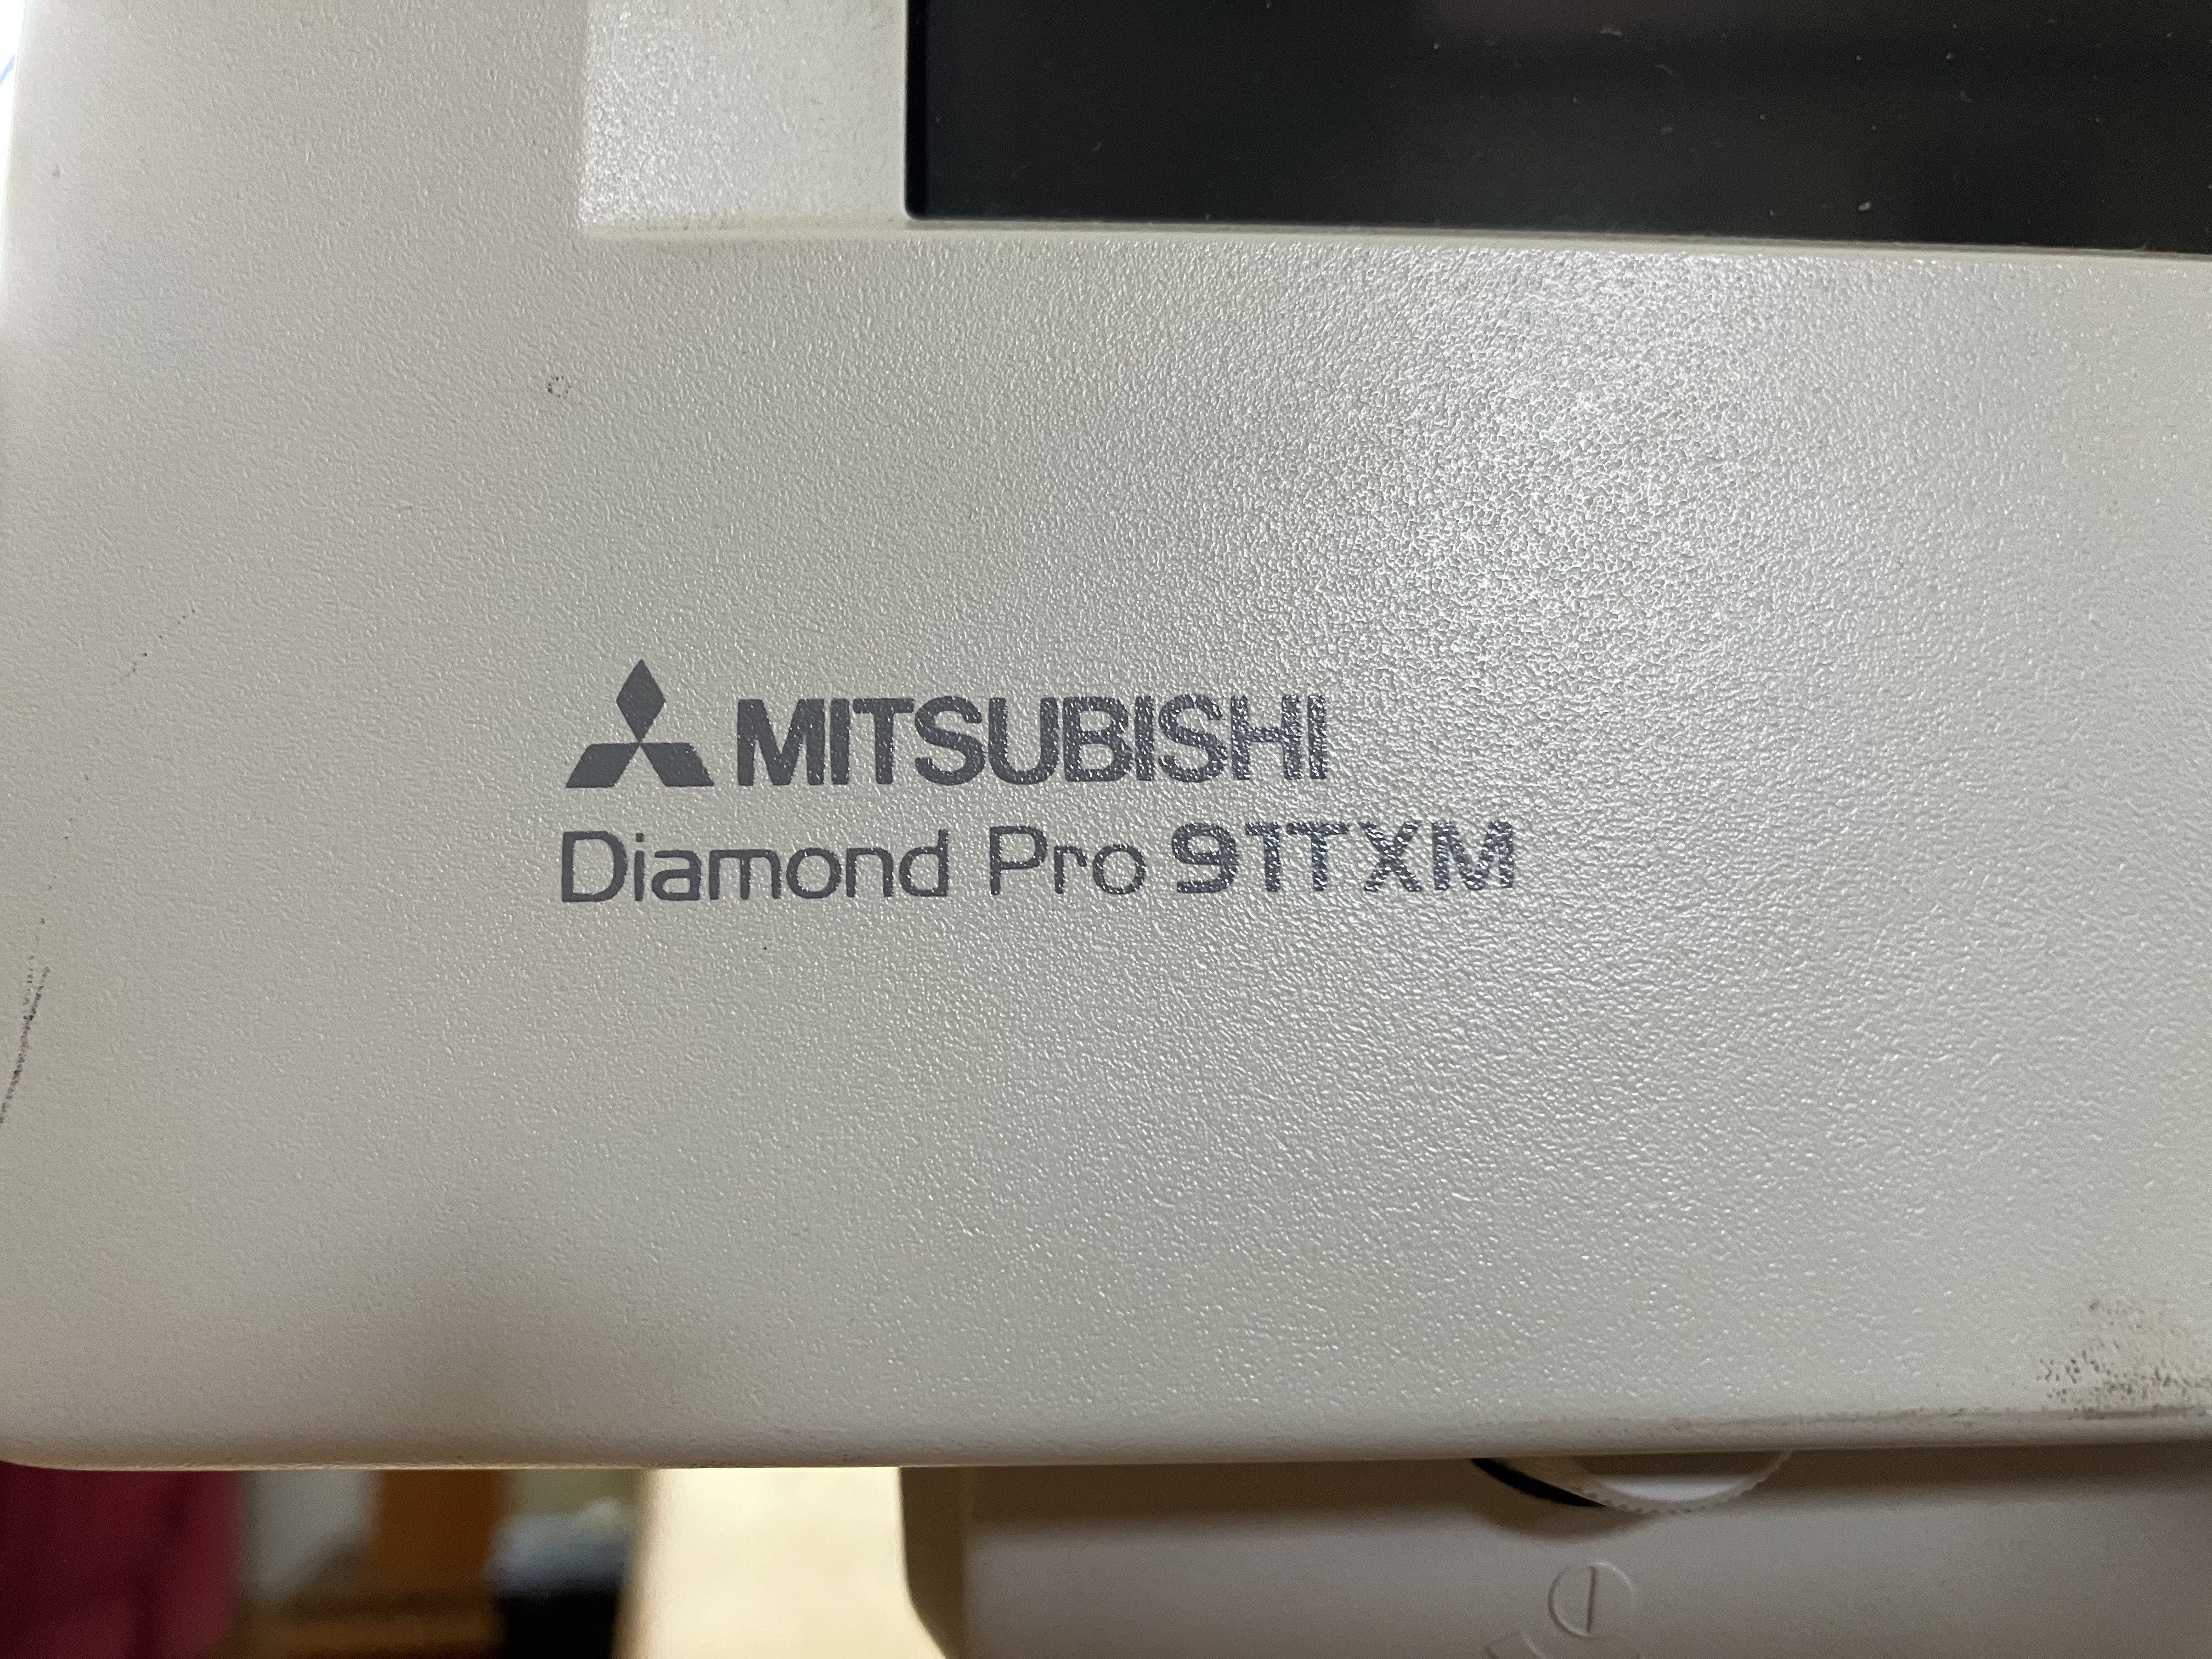 MITSUBISHI
Diamond Pro 91TXM